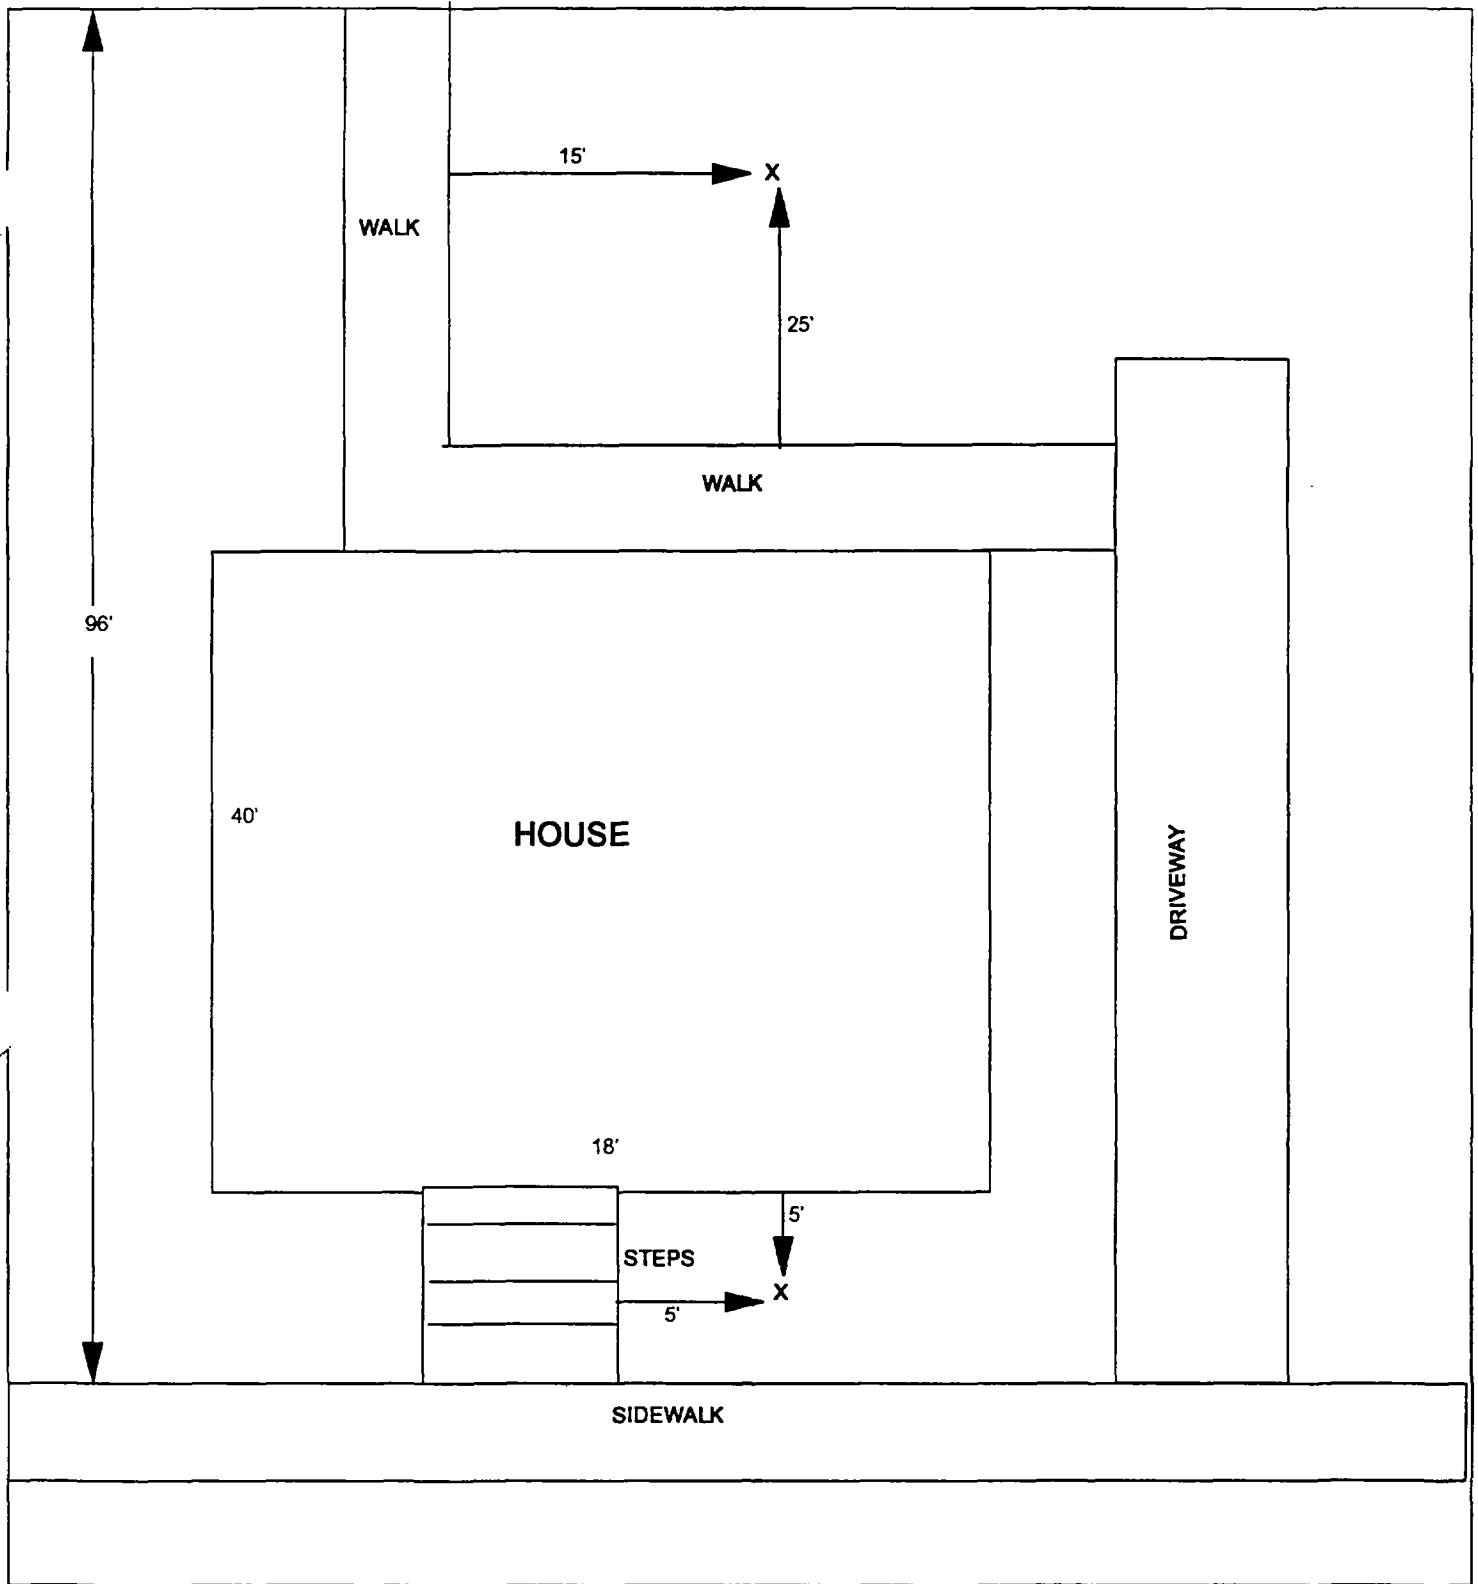 15'
X
WALK
25'
WALK
96'
40'
HOUSE
DRIVEWAY
18'
5'
STEPS
X
5'
SIDEWALK